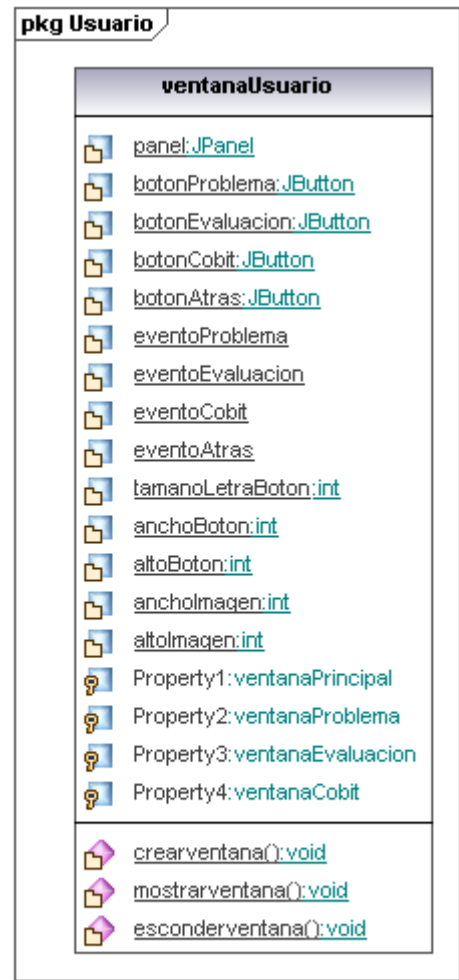 pkg Usuario
ventanaUsuario
panel:JPanel
botonProblema:JButton
botonEvaluacion:JButton
botonCobit:JButton
botonAtras:JButton
eventoProblema
eventoEvaluacion
eventoCobit
eventoAtras
tamanoLetraBoton:int
anchoBoton:int
altoBoton:int
anchoImagen:int
altoImagen:int
Property1:ventanaPrincipal
Property2:ventanaProblema
Property3:ventanaEvaluacion
Property4:ventanaCobit
crearventana():void
mostrarventana():void
esconderventana():void